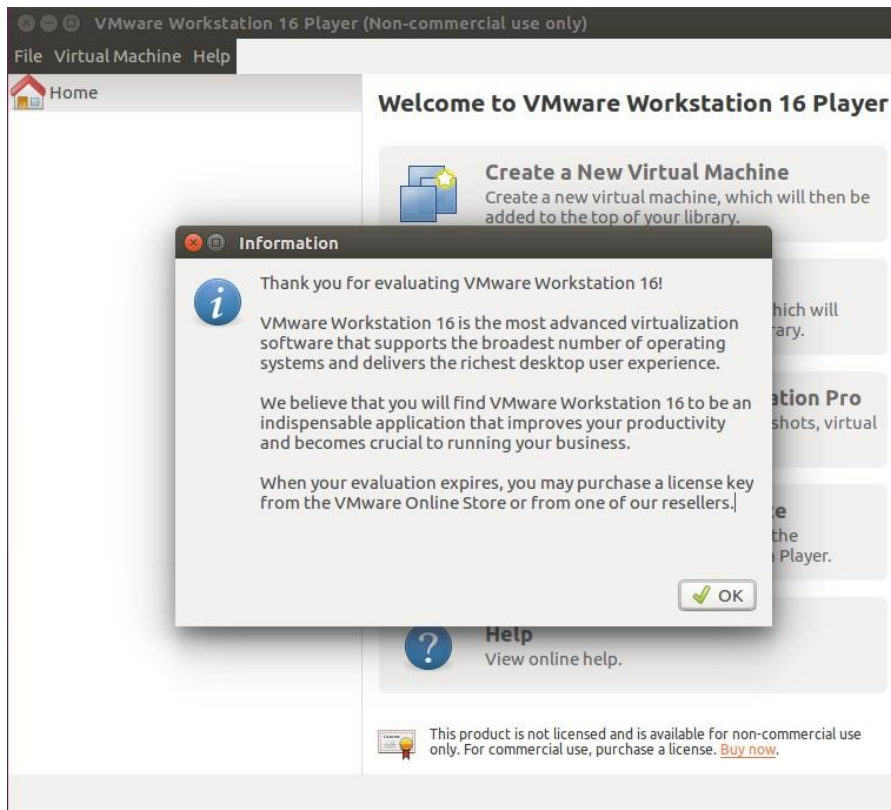 VMware Workstation 16 Player (Non-commercial use only)
File Virtual Machine Help
Home
Welcome to VMware Workstation 16 Player
Create a New Virtual Machine
Create a new virtual machine, which will then be
added to the top of your library.
Information
Thank you for evaluating VMware Workstation 16!
VMware Workstation 16 is the most advanced virtualization
software that supports the broadest number of operating
systems and delivers the richest desktop user experience.
We believe that you will find VMware Workstation 16 to be an
indispensable application that improves your productivity
and becomes crucial to running your business.
When your evaluation expires, you may purchase a license key
from the VMware Online Store or from one of our resellers.
OK
will
Pro
virtual
the
Player.
Help
View online help.
This product is not licensed and is available for non-commercial use
only. For commercial use, purchase a license. Buy now.